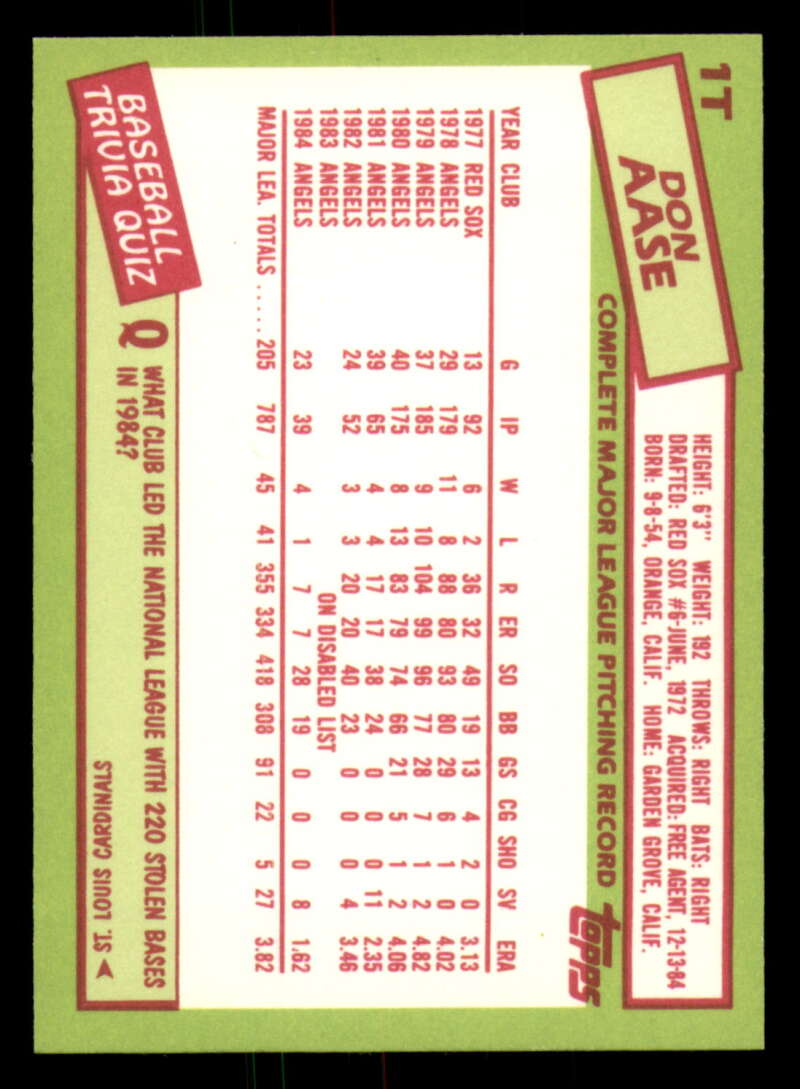 1T
DON
AASE
HEIGHT: 6'3" WEIGHT: 192 THROWS: RIGHT BATS: RIGHT
DRAFTED: RED SOX #6-JUNE, 1972 ACQUIRED: FREE AGENT, 12-13-84
BORN: 9-8-54, ORANGE, CALIF. HOME: GARDEN GROVE, CALIF.
COMPLETE MAJOR LEAGUE PITCHING RECORD topps
YEAR CLUB G IP W L R ER SO BB GS CG SHO SV ERA
1977 RED SOX 13 92 6 2 36 32 49 19 13 4 2 0 3.13
1978 ANGELS 29 179 11 8 88 80 93 80 29 6 1 0 4.02
1979 ANGELS 37 185 9 10 104 99 96 77 28 7 1 2 4.82
1980 ANGELS 40 175 8 13 83 79 74 66 21 5 1 2 4.06
1981 ANGELS 39 65 4 4 17 17 38 24 0 0 0 11 2.35
1982 ANGELS 24 52 3 3 20 20 40 23 0 0 0 4 3.46
1983 ANGELS ON DISABLED LIST
1984 ANGELS 23 39 4 1 7 7 28 19 0 0 0 8 1.62
MAJOR LEA. TOTALS ..... 205 787 45 41 355 334 418 308 91 22 5 27 3.82
BASEBALL
TRIVIA QUIZ
Q WHAT CLUB LED THE NATIONAL LEAGUE WITH 220 STOLEN BASES
IN 1984?
ST. LOUIS CARDINALS